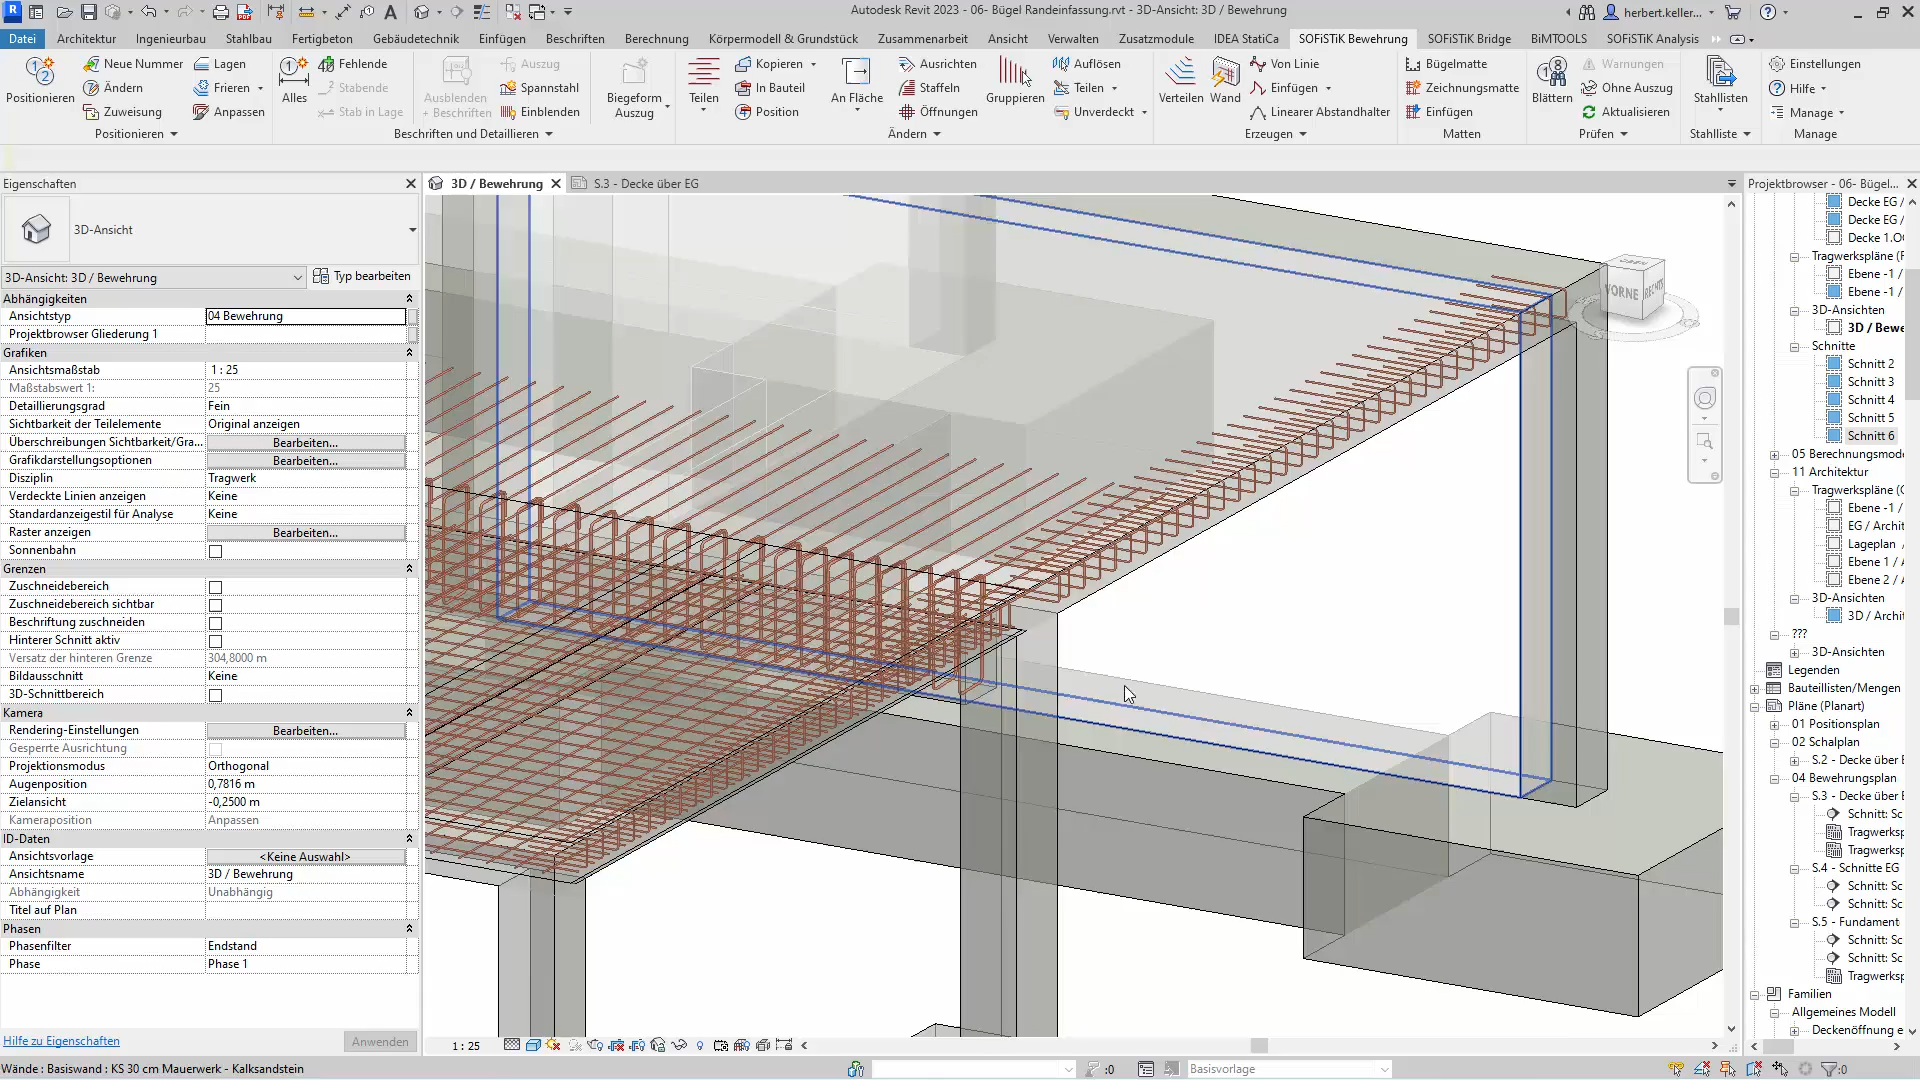 Autodesk Revit 2023 - 06- Bügel Randeinfassung.rvt - 3D-Ansicht: 3D / Bewehrung
herbert.keller...
Datei Architektur Ingenieurbau Stahlbau Fertigbeton Gebäudetechnik Einfügen Beschriften Berechnung Körpermodell & Grundstück Zusammenarbeit Ansicht Verwalten Zusatzmodule IDEA StatiCa SOFiSTiK Bewehrung SOFiSTiK Bridge BiMTOOLS SOFiSTiK Analysis
Neue Nummer Lagen Fehlende Auszug Kopieren Ausrichten Auflösen Von Linie Bügelmatte Warnungen Einstellungen
Ändern Frieren Stabende Spannstahl In Bauteil Staffeln Teilen Einfügen Zeichnungsmatte Ohne Auszug Hilfe
Positionieren Alles Ausblenden Biegeform Teilen An Fläche Gruppieren Verteilen Wand Blättern Stahllisten
Zuweisung Anpassen Stab in Lage + Beschriften Einblenden Auszug Position Öffnungen Unverdeckt Linearer Abstandhalter Einfügen Aktualisieren Manage
Positionieren Beschriften und Detaillieren Ändern Erzeugen Matten Prüfen Stahlliste Manage
Eigenschaften
3D / Bewehrung S.3 - Decke über EG
Projektbrowser - 06- Bügel...
3D-Ansicht
3D-Ansicht: 3D / Bewehrung Typ bearbeiten
Abhängigkeiten
Ansichtstyp 04 Bewehrung
Projektbrowser Gliederung 1
Grafiken
Ansichtsmaßstab 1 : 25
Maßstabswert 1: 25
Detaillierungsgrad Fein
Sichtbarkeit der Teilelemente Original anzeigen
Überschreibungen Sichtbarkeit/Gra... Bearbeiten...
Grafikdarstellungsoptionen Bearbeiten...
Disziplin Tragwerk
Verdeckte Linien anzeigen Keine
Standardanzeigestil für Analyse Keine
Raster anzeigen Bearbeiten...
Sonnenbahn
Grenzen
Zuschneidebereich
Zuschneidebereich sichtbar
Beschriftung zuschneiden
Hinterer Schnitt aktiv
Versatz der hinteren Grenze 304,8000 m
Bildausschnitt Keine
3D-Schnittbereich
Kamera
Rendering-Einstellungen Bearbeiten...
Gesperrte Ausrichtung
Projektionsmodus Orthogonal
Augenposition 0,7816 m
Zielansicht -0,2500 m
Kameraposition Anpassen
ID-Daten
Ansichtsvorlage <Keine Auswahl>
Ansichtsname 3D / Bewehrung
Abhängigkeit Unabhängig
Titel auf Plan
Phasen
Phasenfilter Endstand
Phase Phase 1
Hilfe zu Eigenschaften Anwenden
VORNE RECHTS
Decke EG /
Decke EG /
Decke 1.O
Tragwerkspläne (F
Ebene -1 /
Ebene -1 /
3D-Ansichten
3D / Bewe
Schnitte
Schnitt 2
Schnitt 3
Schnitt 4
Schnitt 5
Schnitt 6
05 Berechnungsmode
11 Architektur
Tragwerkspläne (
Ebene -1 /
EG / Archit
Lageplan
Ebene 1 / A
Ebene 2 / A
3D-Ansichten
3D / Archi
???
3D-Ansichten
Legenden
Bauteillisten/Mengen
Pläne (Planart)
01 Positionsplan
02 Schalplan
S.2 - Decke über E
04 Bewehrungsplan
S.3 - Decke über E
Schnitt: Sc
Tragwerksp
Tragwerksp
S.4 - Schnitte EG
Schnitt: Sc
Schnitt: Sc
S.5 - Fundament
Schnitt: Sc
Schnitt: Sc
Tragwerksp
Familien
Allgemeines Modell
Deckenöffnung e
1 : 25
Wände : Basiswand : KS 30 cm Mauerwerk - Kalksandstein :0 Basisvorlage :0